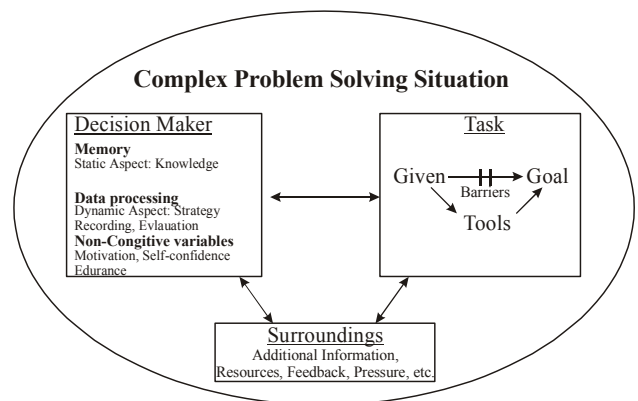 Complex Problem Solving Situation
Decision Maker
Memory
Static Aspect: Knowledge
Data processing
Dynamic Aspect: Strategy
Recording, Evlauation
Non-Congitive variables
Motivation, Self-confidence
Edurance
Task
Given
Goal
Barriers
Tools
Surroundings
Additional Information,
Resources, Feedback, Pressure, etc.